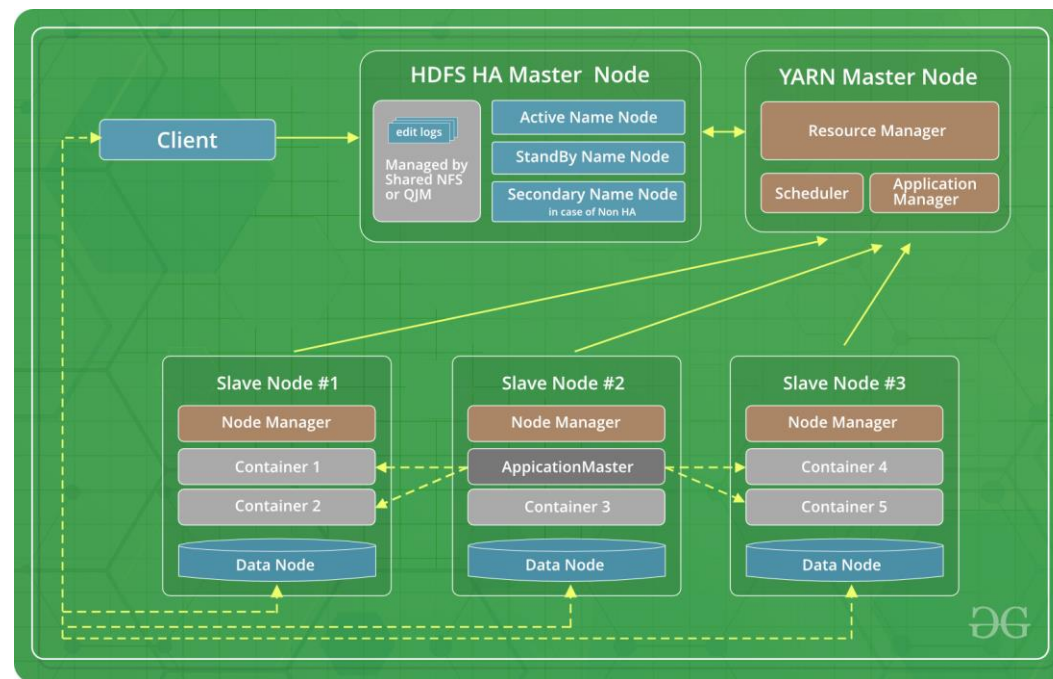 HDFS HA Master Node
edit logs
Managed by
Shared NFS
or QJM
Active Name Node
StandBy Name Node
Secondary Name Node
in case of Non HA
YARN Master Node
Resource Manager
Scheduler
Application
Manager
Client
Slave Node #1
Node Manager
Container 1
Container 2
Data Node
Slave Node #2
Node Manager
AppicationMaster
Container 3
Data Node
Slave Node #3
Node Manager
Container 4
Container 5
Data Node